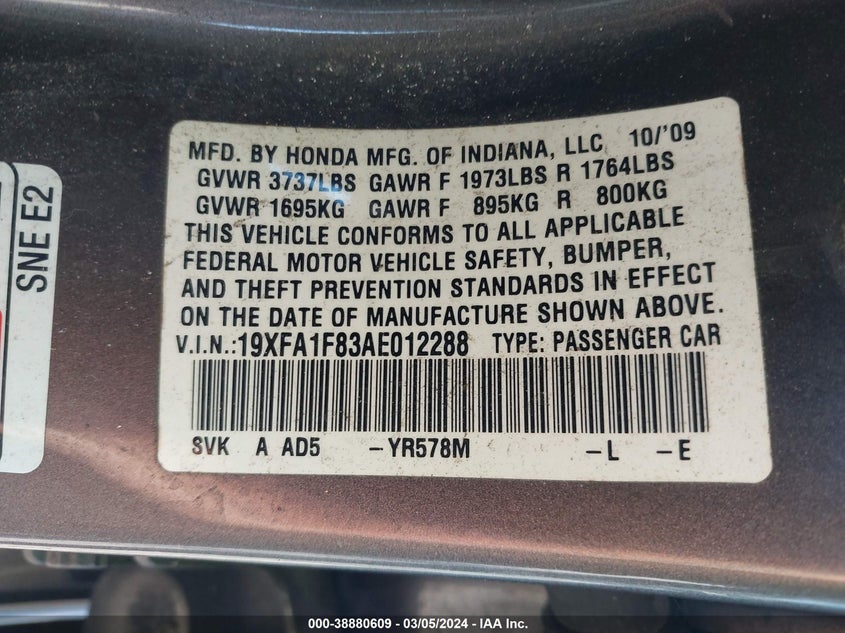 MFD. BY HONDA MFG. OF INDIANA, LLC 10/'09
GVWR 3737LBS GAWR F 1973LBS R 1764LBS
GVWR 1695KG GAWR F 895KG R 800KG
THIS VEHICLE CONFORMS TO ALL APPLICABLE
FEDERAL MOTOR VEHICLE SAFETY, BUMPER,
AND THEFT PREVENTION STANDARDS IN EFFECT
ON THE DATE OF MANUFACTURE SHOWN ABOVE.
V.I.N.:19XFA1F83AE012288 TYPE: PASSENGER CAR
SVK A AD5 -YR578M -L -E
SNE E2
000-38880609 - 03/05/2024 - IAA Inc.